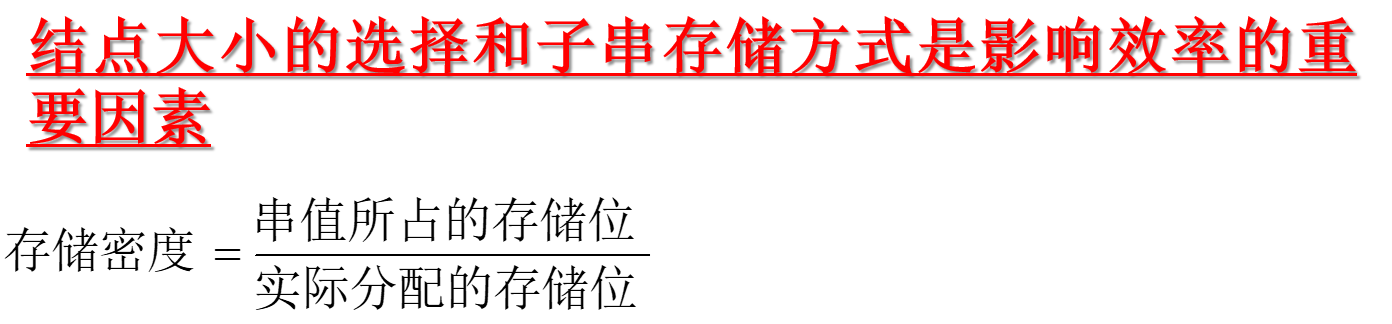 结点大小的选择和子串存储方式是影响效率的重
要因素
存储密度 = 串值所占的存储位
实际分配的存储位